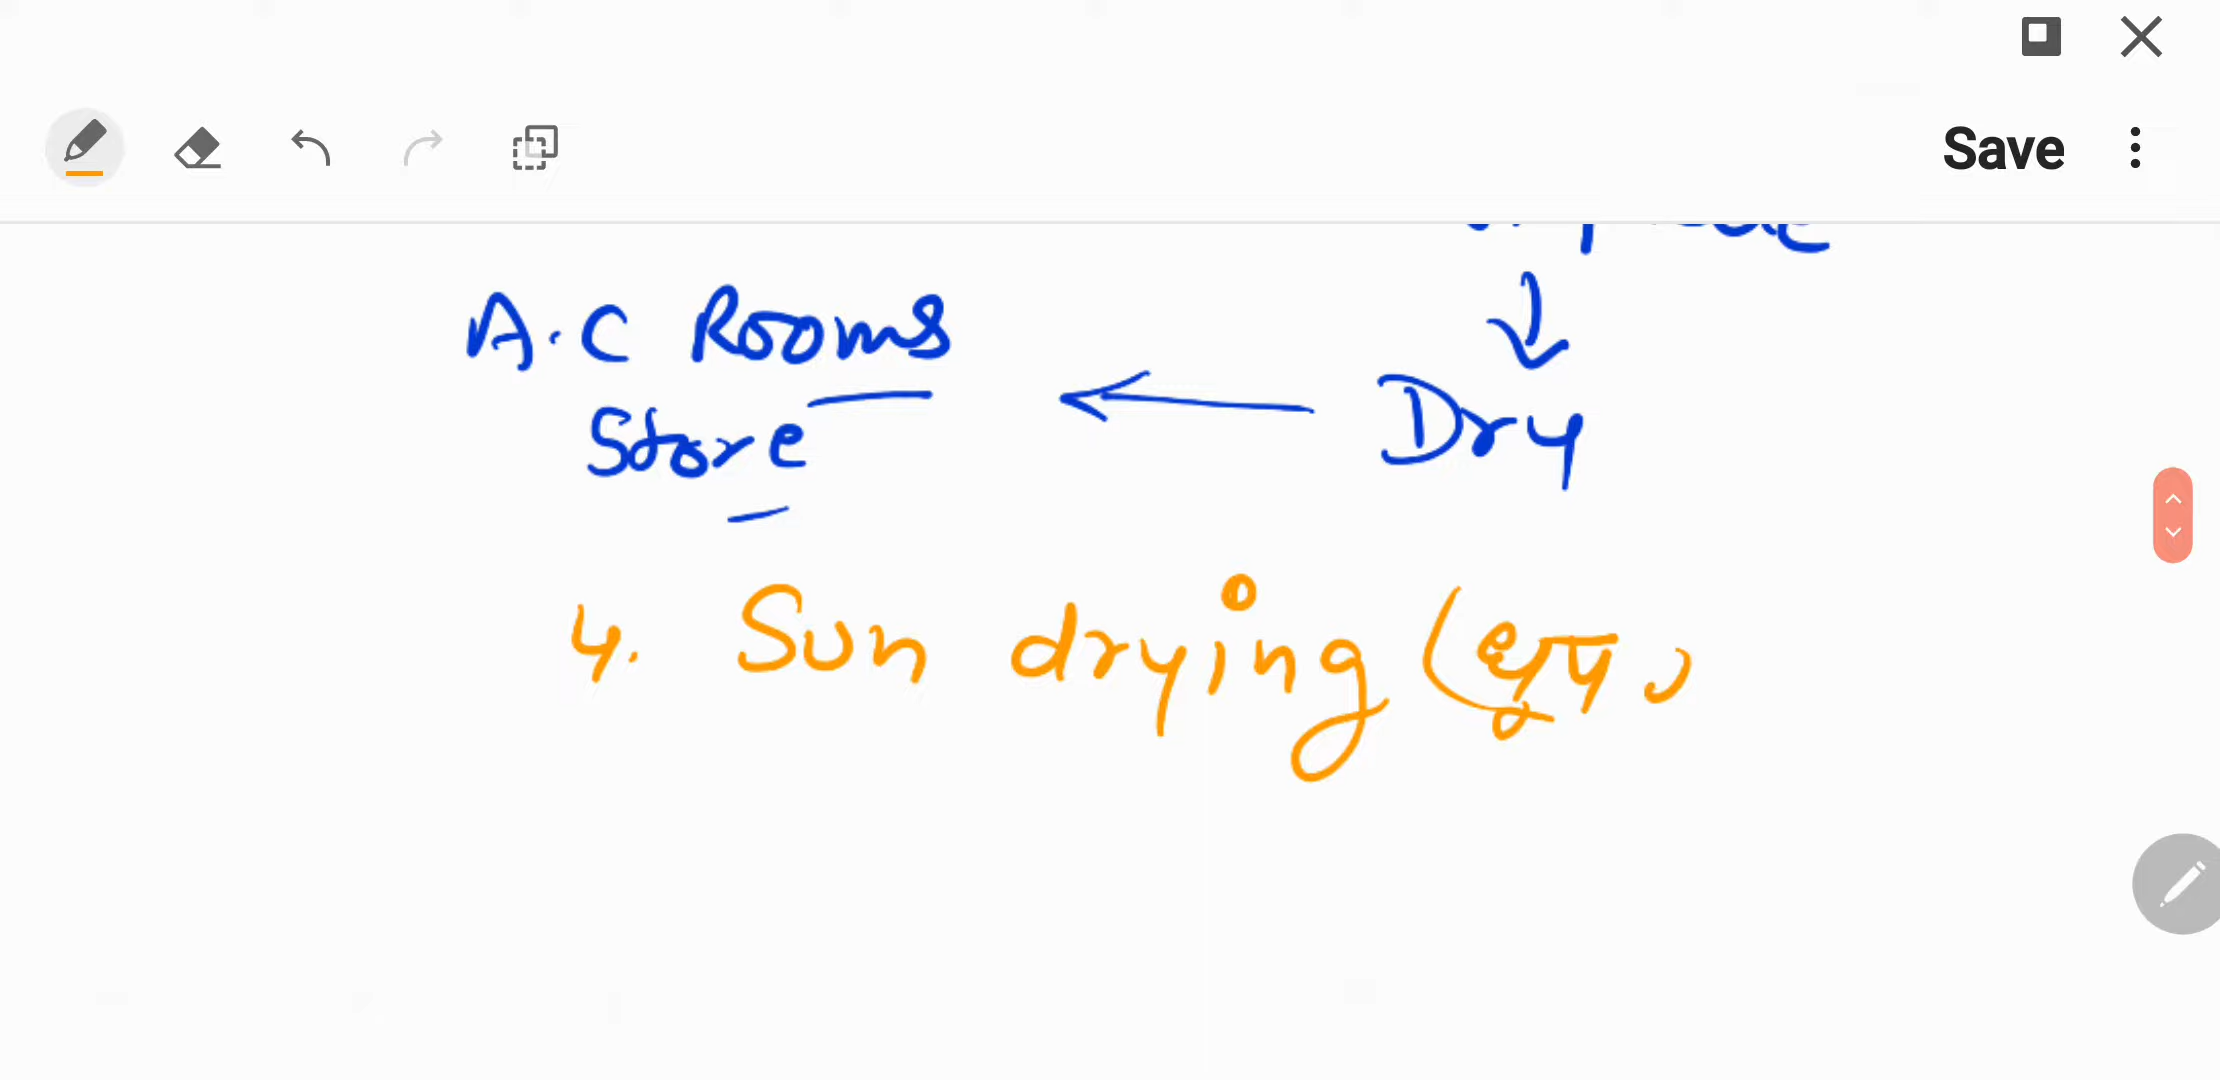 Save
A.C Rooms
Store
Dry
4. Sun drying (धूप)